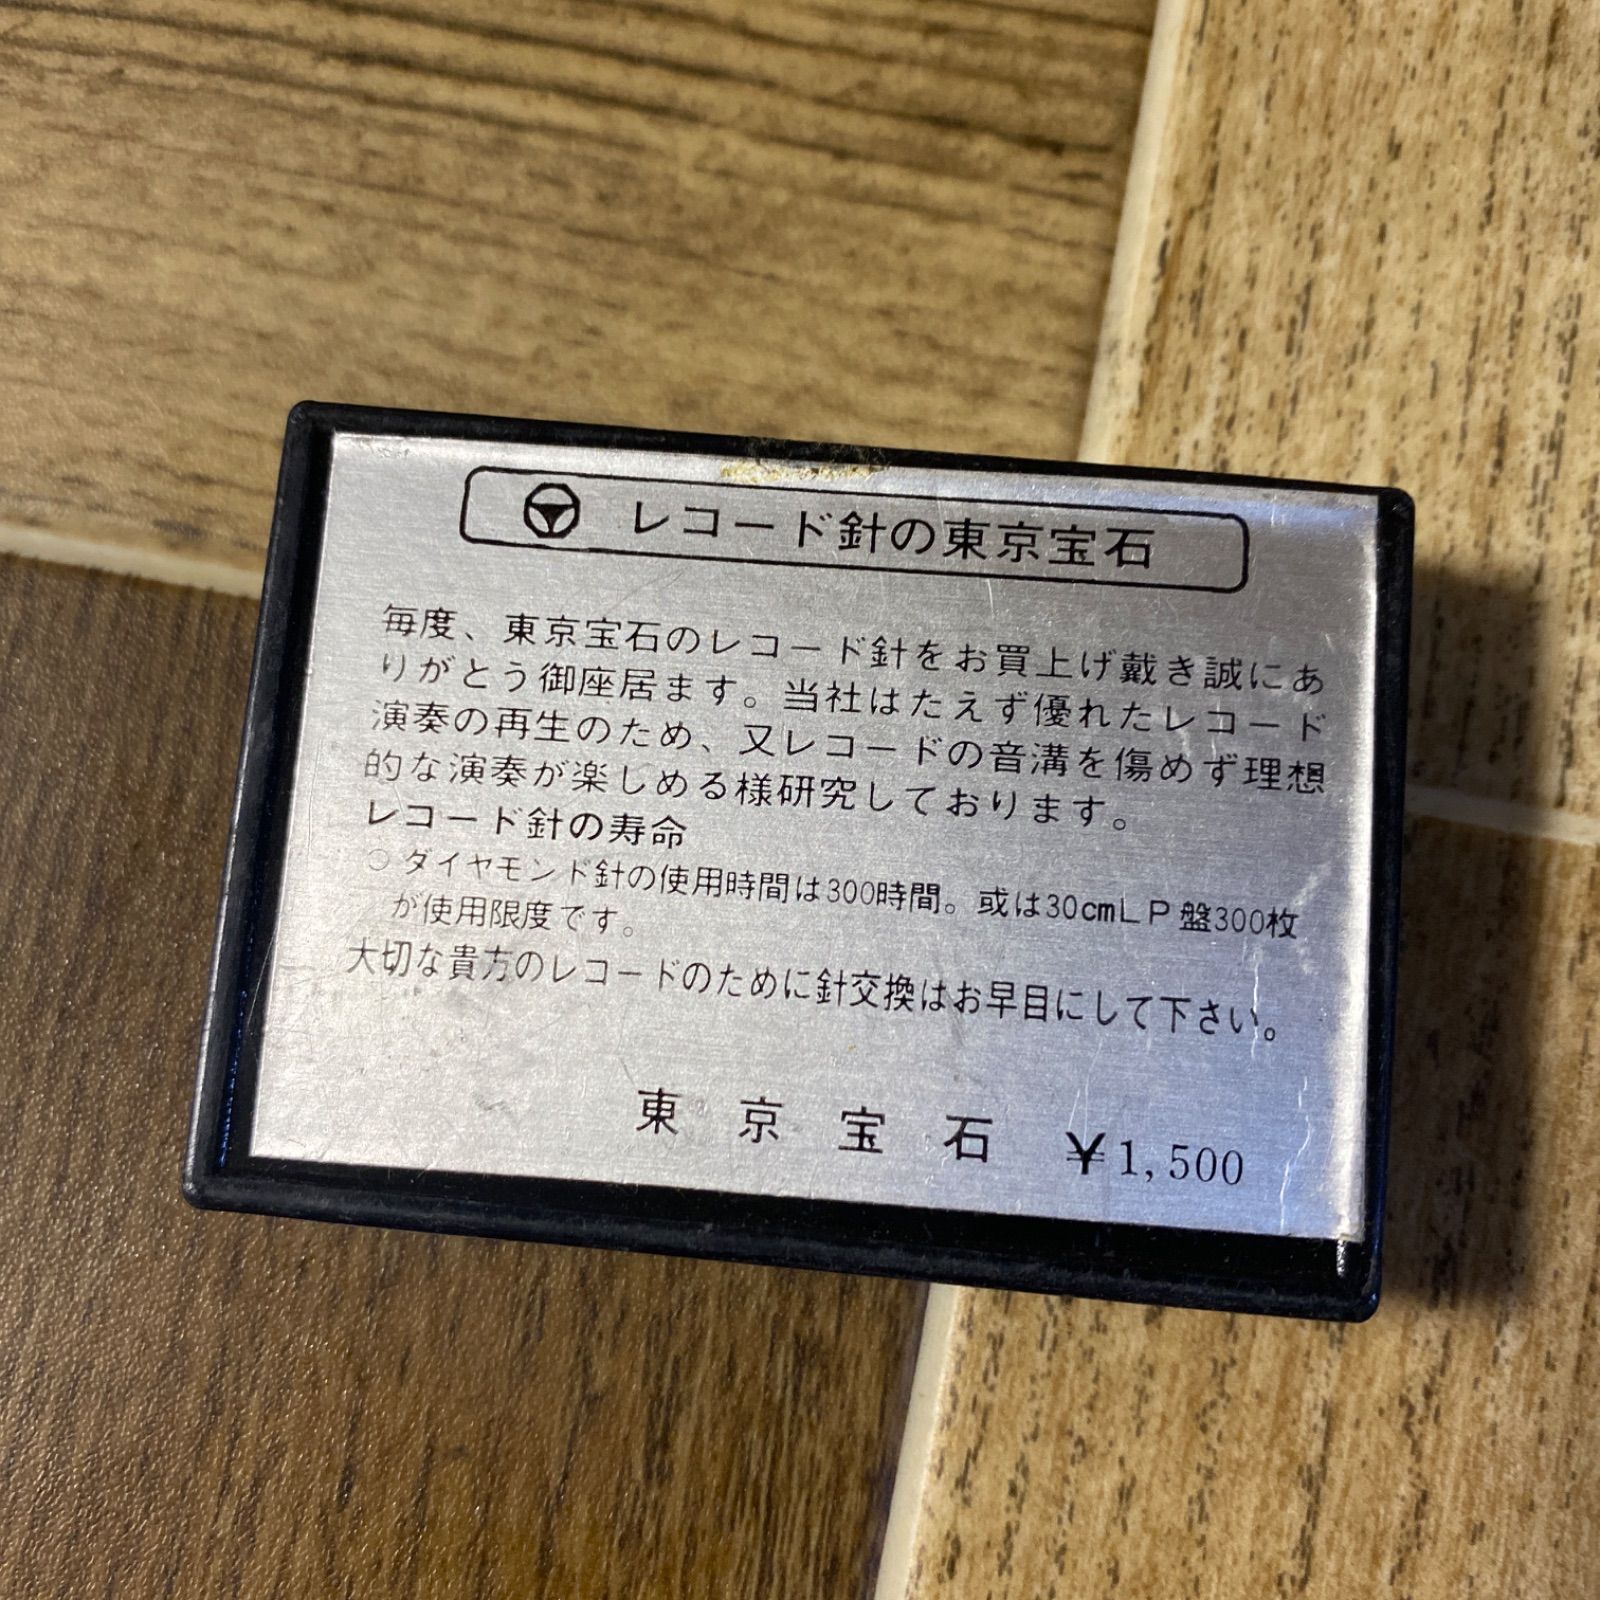 レコード針の東京宝石
毎度、東京宝石のレコード針をお買上げ戴き誠にあ
りがとう御座居ます。当社はたえず優れたレコード
演奏の再生のため、又レコードの音溝を傷めず理想
的な演奏が楽しめる様研究しております。
レコード針の寿命
○ダイヤモンド針の使用時間は300時間。或は30cmLP盤300枚
が使用限度です。
大切な貴方のレコードのために針交換はお早目にして下さい。
東京宝石 ¥1,500